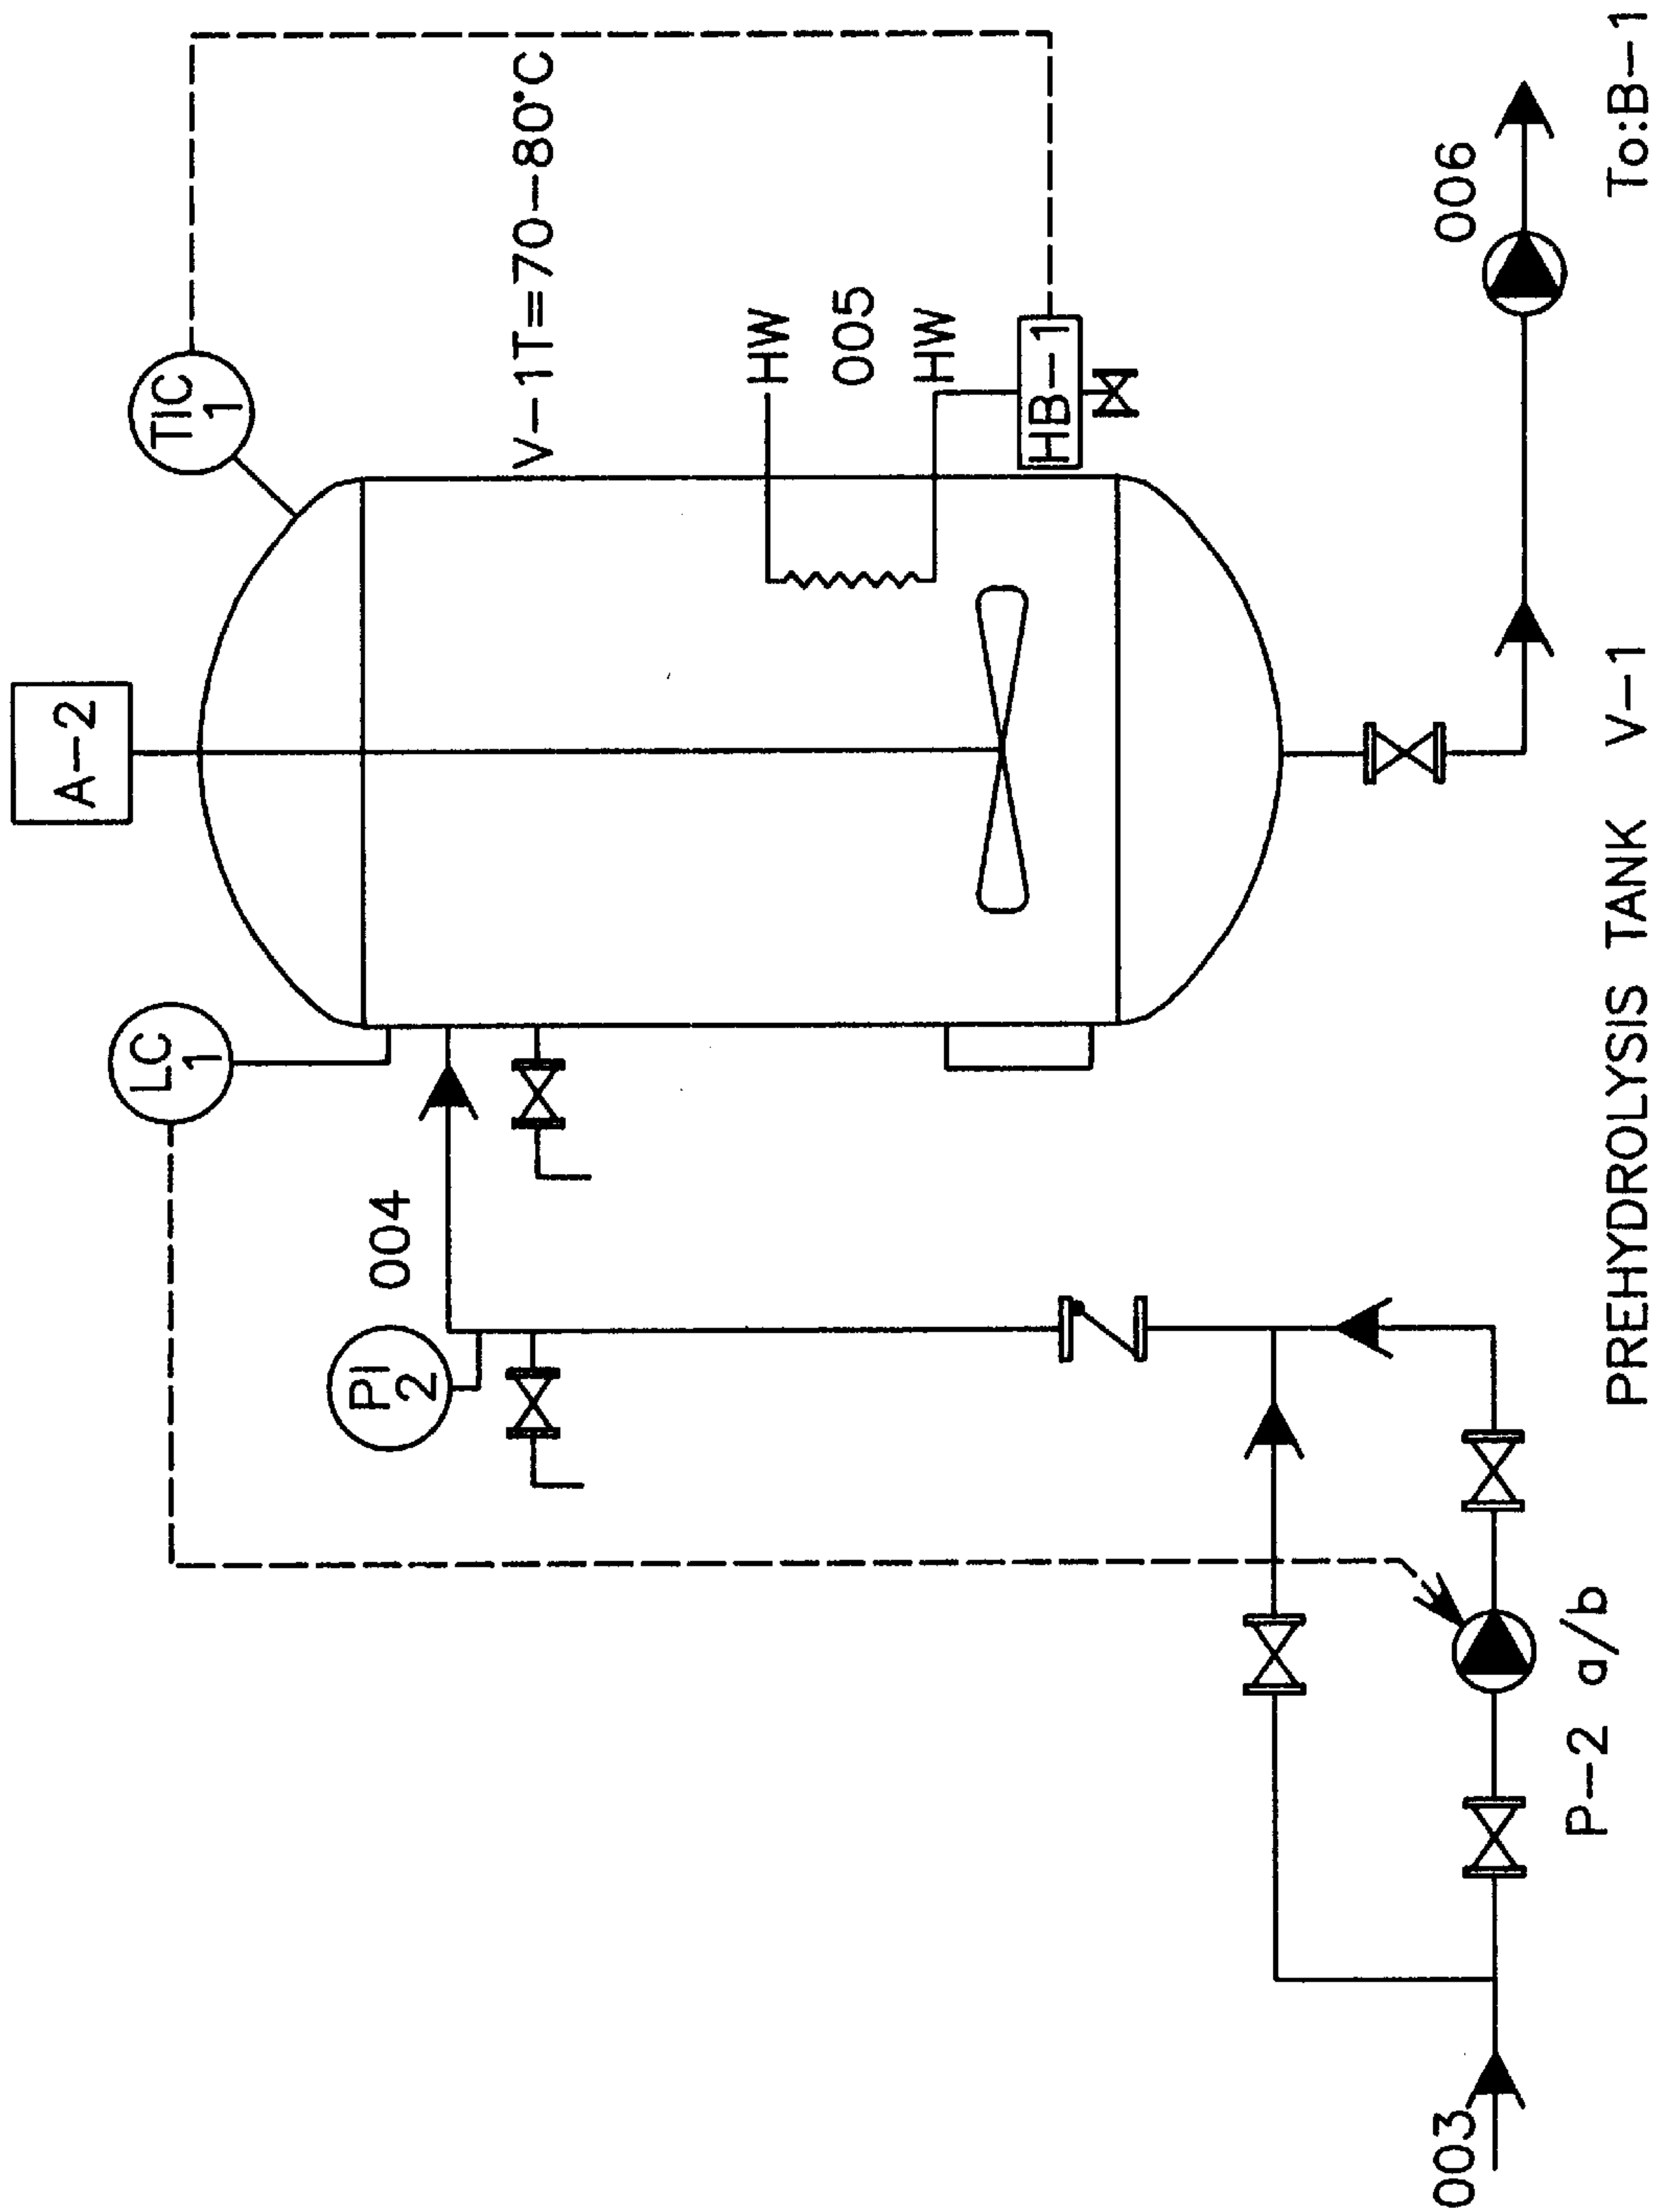 A-2
TIC
1
LC
1
V-1T=70-80°C
PI
2
004
HW
005
HW
HB-1
003
P-2 a/b
006
To:B-1
PREHYDROLYSIS TANK V-1